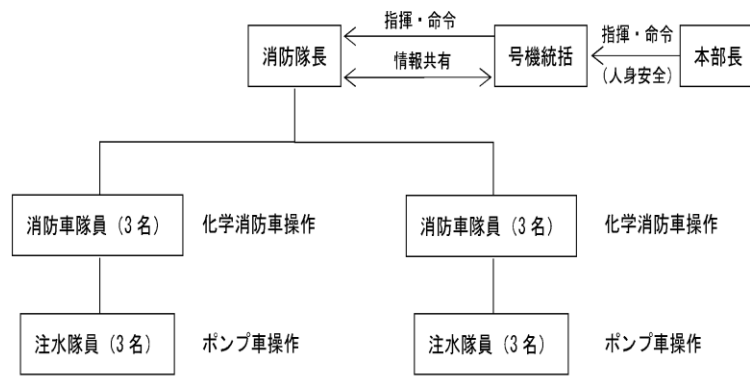 指揮・命令
消防隊長
情報共有
号機統括
指揮・命令
(人身安全)
本部長
消防車隊員（3名）
化学消防車操作
消防車隊員（3名）
化学消防車操作
注水隊員（3名）
ポンプ車操作
注水隊員（3名）
ポンプ車操作